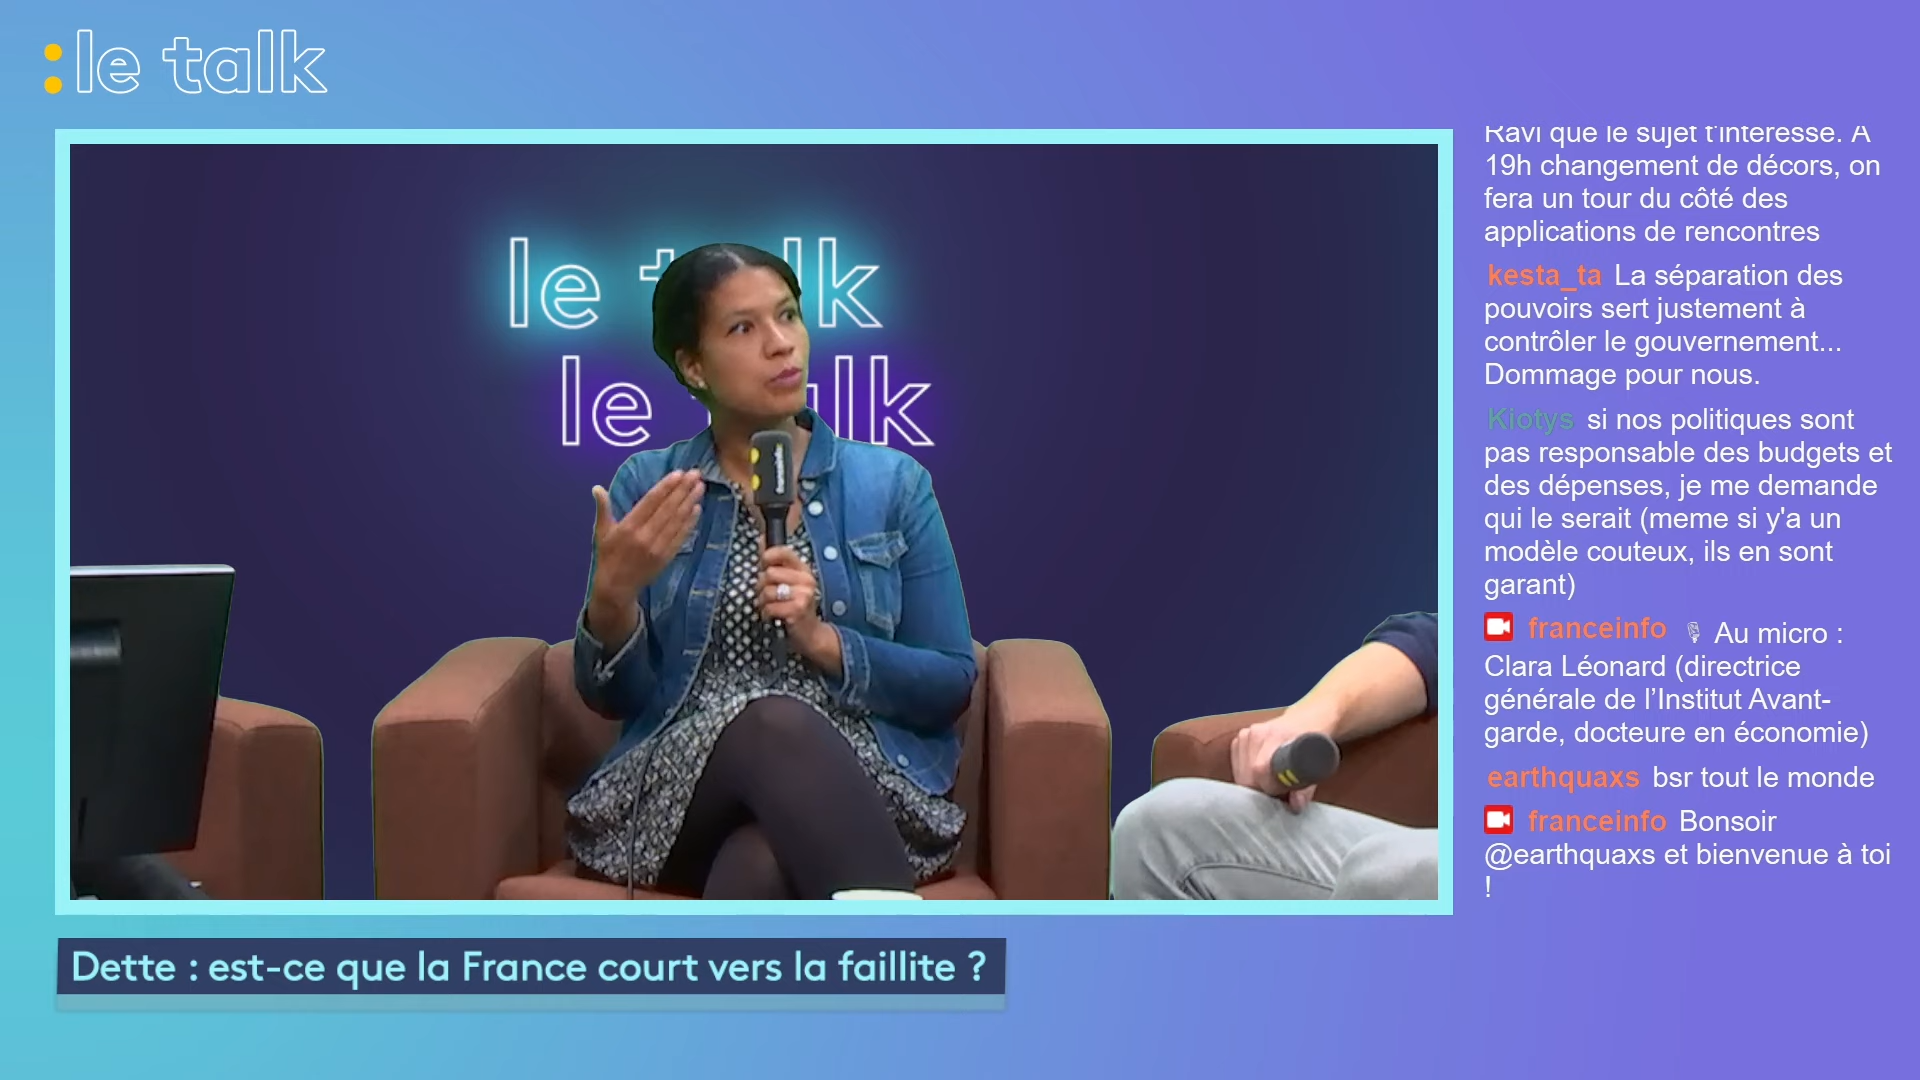 : le talk
le talk
le talk
franceinfo:
Ravi que le sujet t'intéresse. A
19h changement de décors, on
fera un tour du côté des
applications de rencontres
kesta_ta La séparation des
pouvoirs sert justement à
contrôler le gouvernement...
Dommage pour nous.
Kiotys si nos politiques sont
pas responsable des budgets et
des dépenses, je me demande
qui le serait (meme si y'a un
modèle couteux, ils en sont
garant)
franceinfo 🎙 Au micro :
Clara Léonard (directrice
générale de l’Institut Avant-
garde, docteure en économie)
earthquaxs bsr tout le monde
franceinfo Bonsoir
@earthquaxs et bienvenue à toi
!
Dette : est-ce que la France court vers la faillite ?